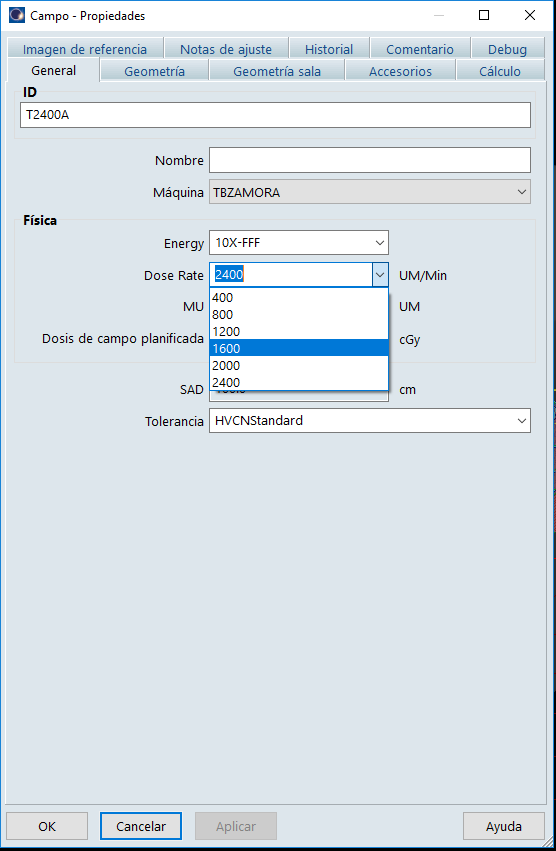 Campo - Propiedades
Imagen de referencia Notas de ajuste Historial Comentario Debug
General Geometría Geometría sala Accesorios Cálculo
ID
T2400A
Nombre
Máquina TBZAMORA
Física
Energy 10X-FFF
Dose Rate 2400 UM/Min
400
MU UM
800
1200
Dosis de campo planificada cGy
1600
2000
2400
SAD cm
Tolerancia HVCNStandard
OK Cancelar Aplicar Ayuda